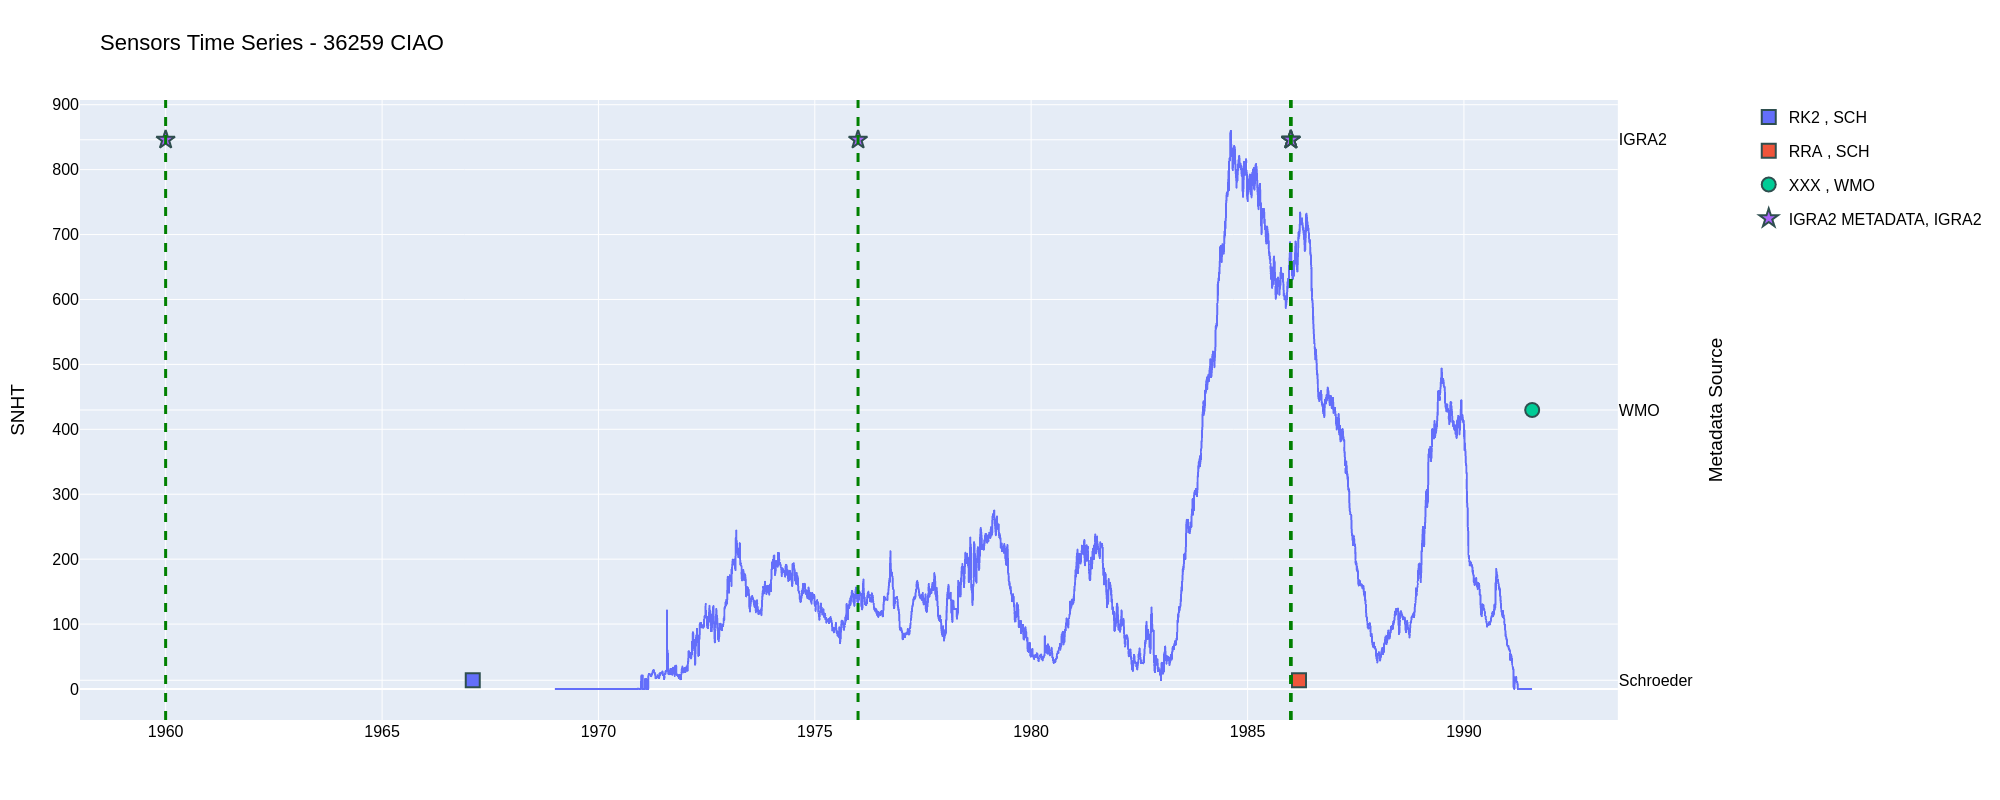 Sensors Time Series - 36259 CIAO
900
800
700
600
500
400
300
200
100
0
SNHT
1960
1965
1970
1975
1980
1985
1990
IGRA2
WMO
Schroeder
Metadata Source
RK2 , SCH
RRA , SCH
XXX , WMO
IGRA2 METADATA, IGRA2